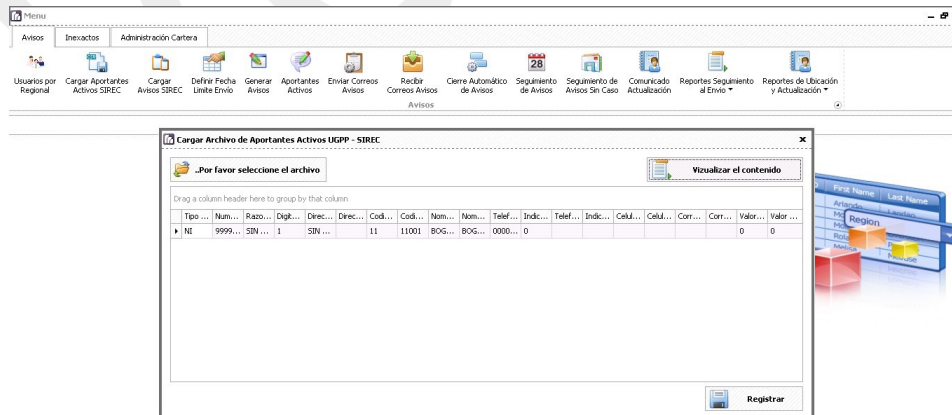 Menu
Avisos Inexactos Administración Cartera
Usuarios por Regional
Cargar Aportantes Activos SIREC
Cargar Avisos SIREC
Definir Fecha Limite Envío
Generar Avisos
Aportantes Activos
Enviar Correos Avisos
Recibir Correos Avisos
Cierre Automático de Avisos
28
Seguimiento de Avisos
Seguimiento de Avisos Sin Caso
Comunicado Actualización
Reportes Seguimiento al Envio
Reportes de Ubicación y Actualización
Avisos
Cargar Archivo de Aportantes Activos UGPP - SIREC
..Por favor seleccione el archivo
Vizualizar el contenido
Drag a column header here to group by that column
Tipo ... Num... Razo... Digit... Direc... Direc... Codi... Codi... Nom... Nom... Telef... Indic... Telef... Indic... Celul... Celul... Corr... Corr... Valor... Valor ...
NI 9999... SIN ... 1 SIN ... 11 11001 BOG... BOG... 0000... 0 0 0
Registrar
First Name Last Name
Region